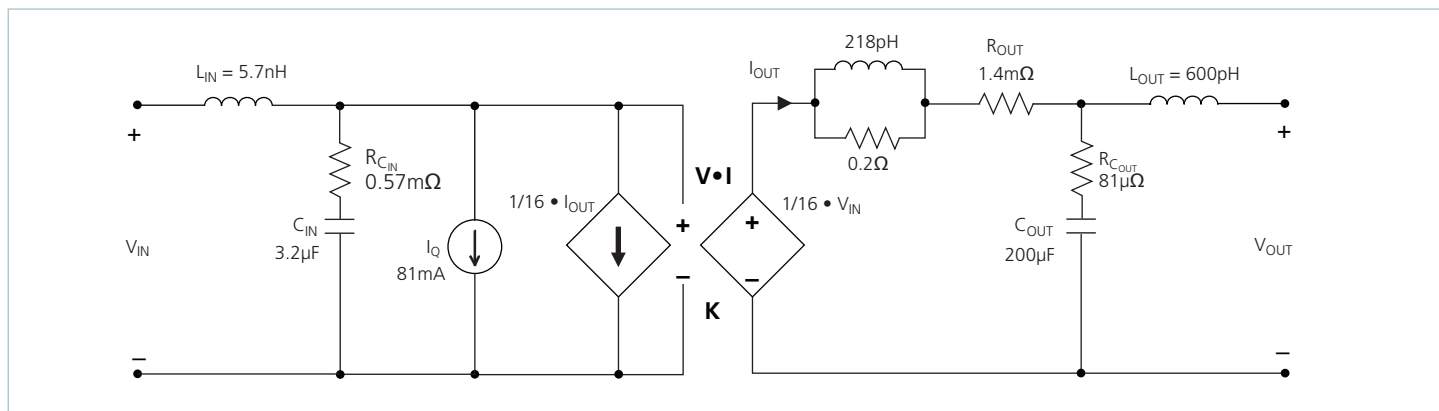 L_IN = 5.7nH
+
R_C_IN
0.57mΩ
C_IN
3.2µF
V_IN
−
I_Q
81mA
1/16 • I_OUT
+
−
V•I
K
1/16 • V_IN
+
−
I_OUT
218pH
0.2Ω
R_OUT
1.4mΩ
R_C_OUT
81µΩ
C_OUT
200µF
L_OUT = 600pH
+
V_OUT
−